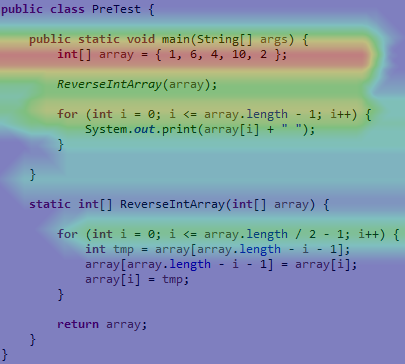 public class PreTest {
public static void main(String[] args) {
int[] array = { 1, 6, 4, 10, 2 };
ReverseIntArray(array);
for (int i = 0; i <= array.length - 1; i++) {
System.out.print(array[i] + " ");
}
}
static int[] ReverseIntArray(int[] array) {
for (int i = 0; i <= array.length / 2 - 1; i++) {
int tmp = array[array.length - i - 1];
array[array.length - i - 1] = array[i];
array[i] = tmp;
}
return array;
}
}